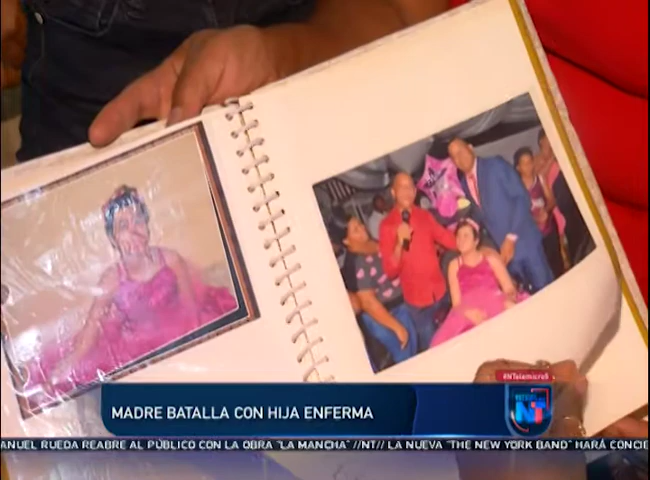 #NTelemicro5
MADRE BATALLA CON HIJA ENFERMA
NT
ANUEL RUEDA REABRE AL PÚBLICO CON LA OBRA "LA MANCHA" //NT// LA NUEVA "THE NEW YORK BAND" HARÁ CONCIE